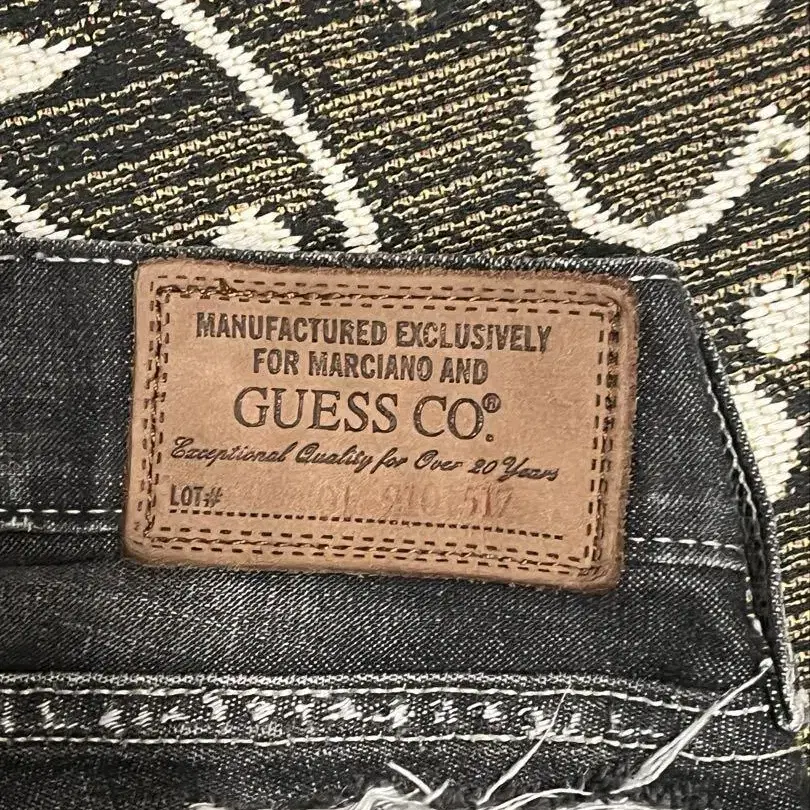 MANUFACTURED EXCLUSIVELY
FOR MARCIANO AND
GUESS CO.®
Exceptional Quality for Over 20 Years
LOT#